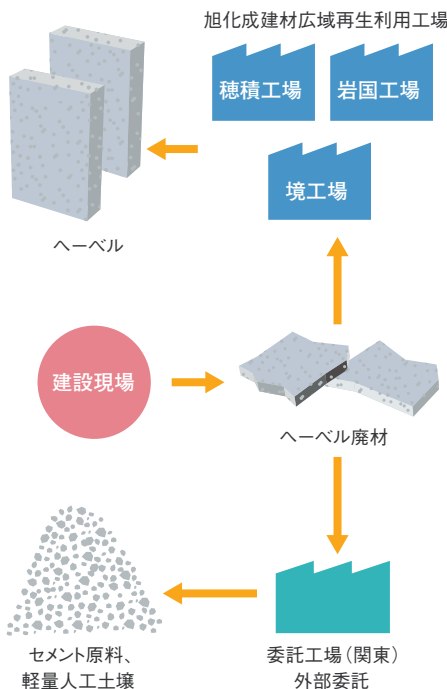 旭化成建材広域再生利用工場
穂積工場
岩国工場
境工場
ヘーベル
建設現場
ヘーベル廃材
セメント原料、
軽量人工土壌
委託工場（関東）
外部委託